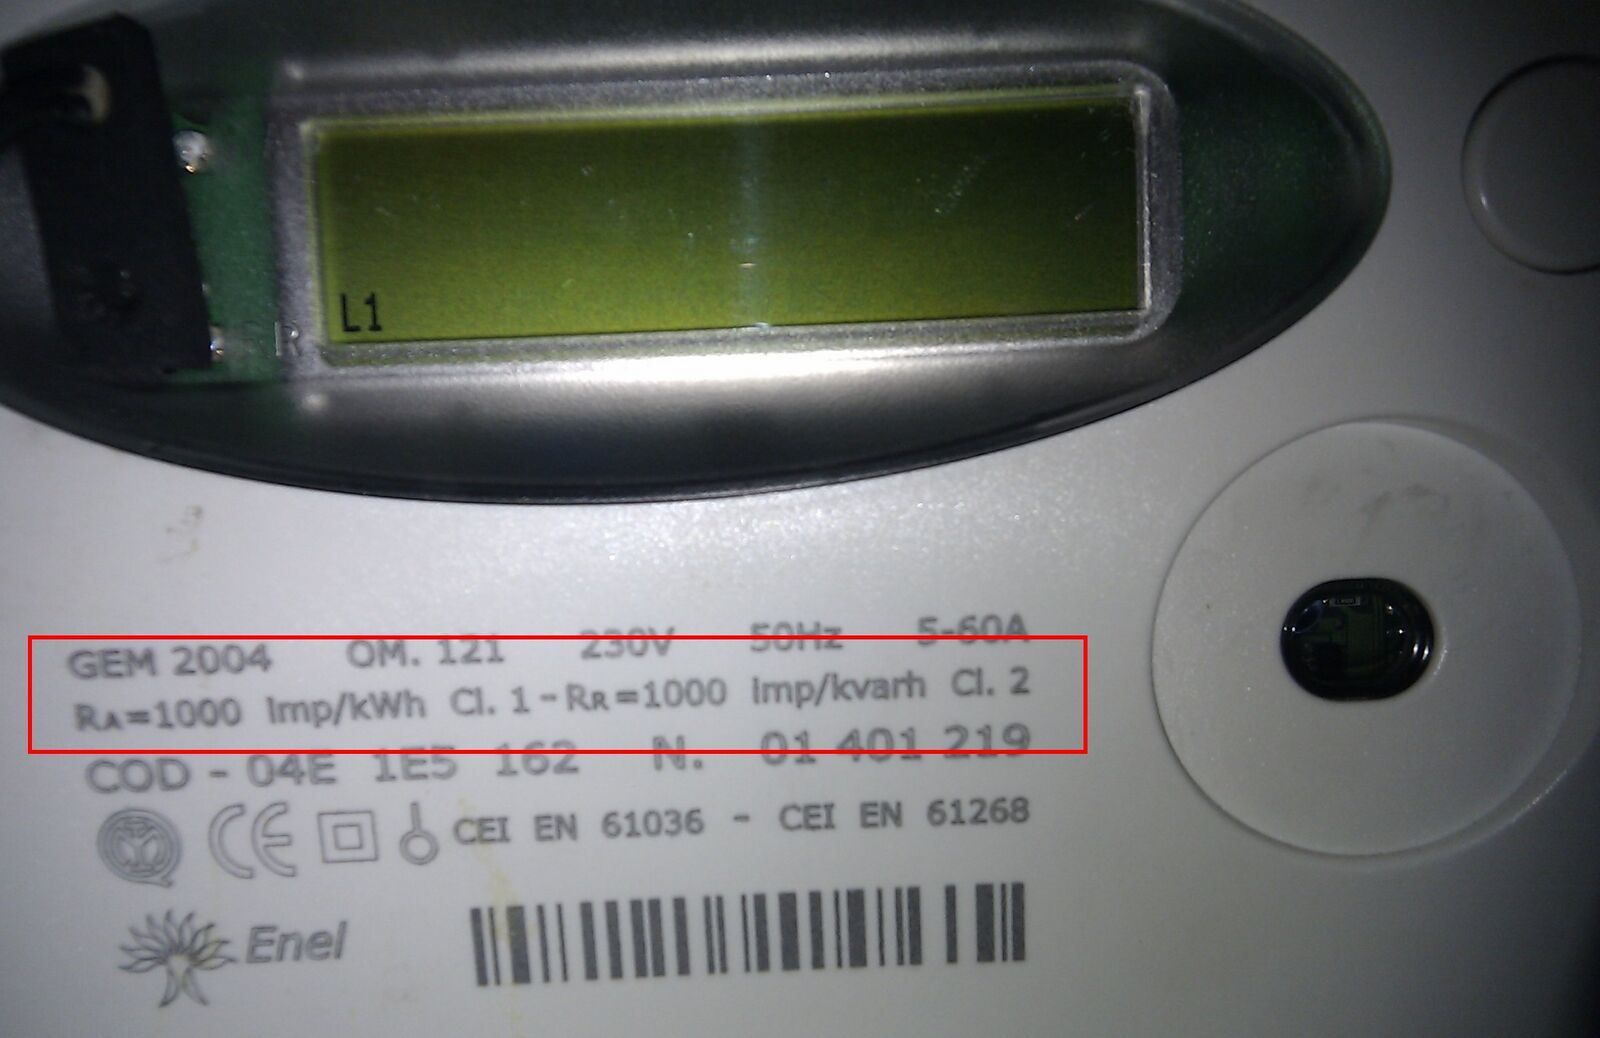 L1
GEM 2004 OM. 121 230V 50Hz 5-60A
RA=1000 Imp/kWh Cl. 1-RR=1000 Imp/kvarh Cl. 2
COD - 04E 1E5 162 N. 01 401 219
CE CEI EN 61036 - CEI EN 61268
Enel